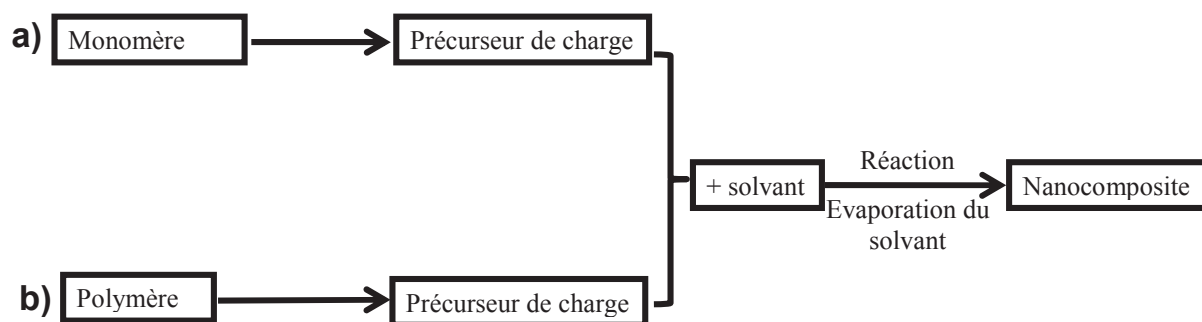 a) Monomère
Précurseur de charge
+ solvant
Réaction
Evaporation du
solvant
Nanocomposite
b) Polymère
Précurseur de charge